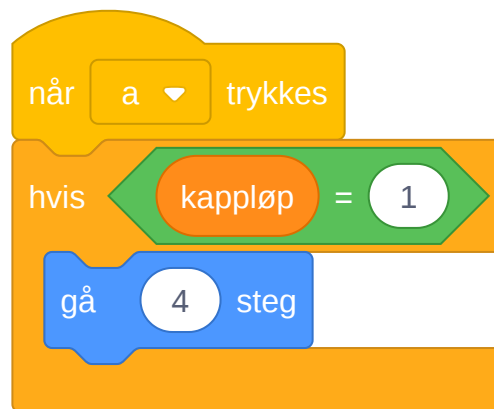 når a trykkes
hvis kappløp = 1
gå 4 steg